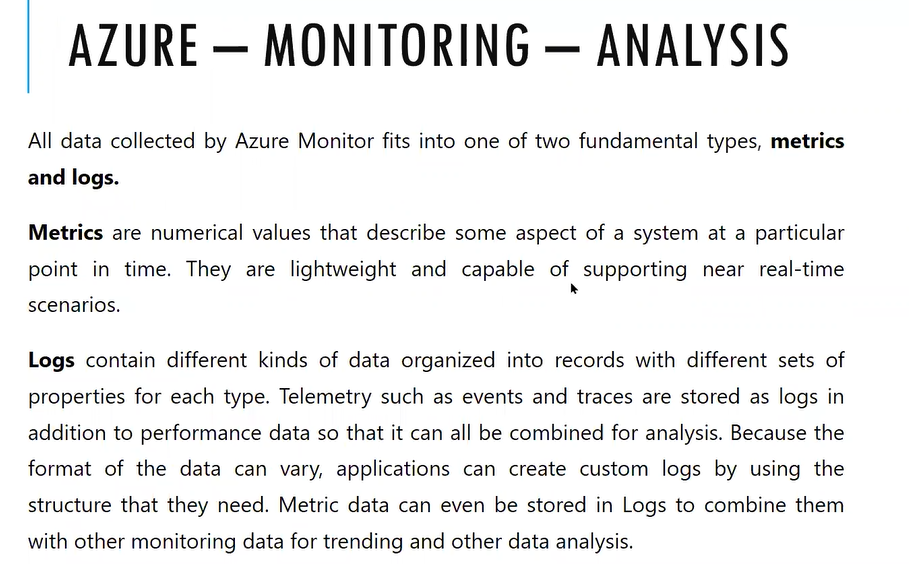 AZURE – MONITORING – ANALYSIS
All data collected by Azure Monitor fits into one of two fundamental types, metrics
and logs.
Metrics are numerical values that describe some aspect of a system at a particular
point in time. They are lightweight and capable of supporting near real-time
scenarios.
Logs contain different kinds of data organized into records with different sets of
properties for each type. Telemetry such as events and traces are stored as logs in
addition to performance data so that it can all be combined for analysis. Because the
format of the data can vary, applications can create custom logs by using the
structure that they need. Metric data can even be stored in Logs to combine them
with other monitoring data for trending and other data analysis.